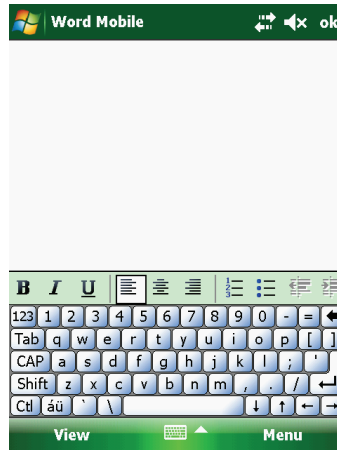 Word Mobile ok
B I U
123 1 2 3 4 5 6 7 8 9 0 - =
Tab q w e r t y u i o p [ ]
CAP a s d f g h j k l ; '
Shift z x c v b n m , . /
Ctl áü ` \
View Menu